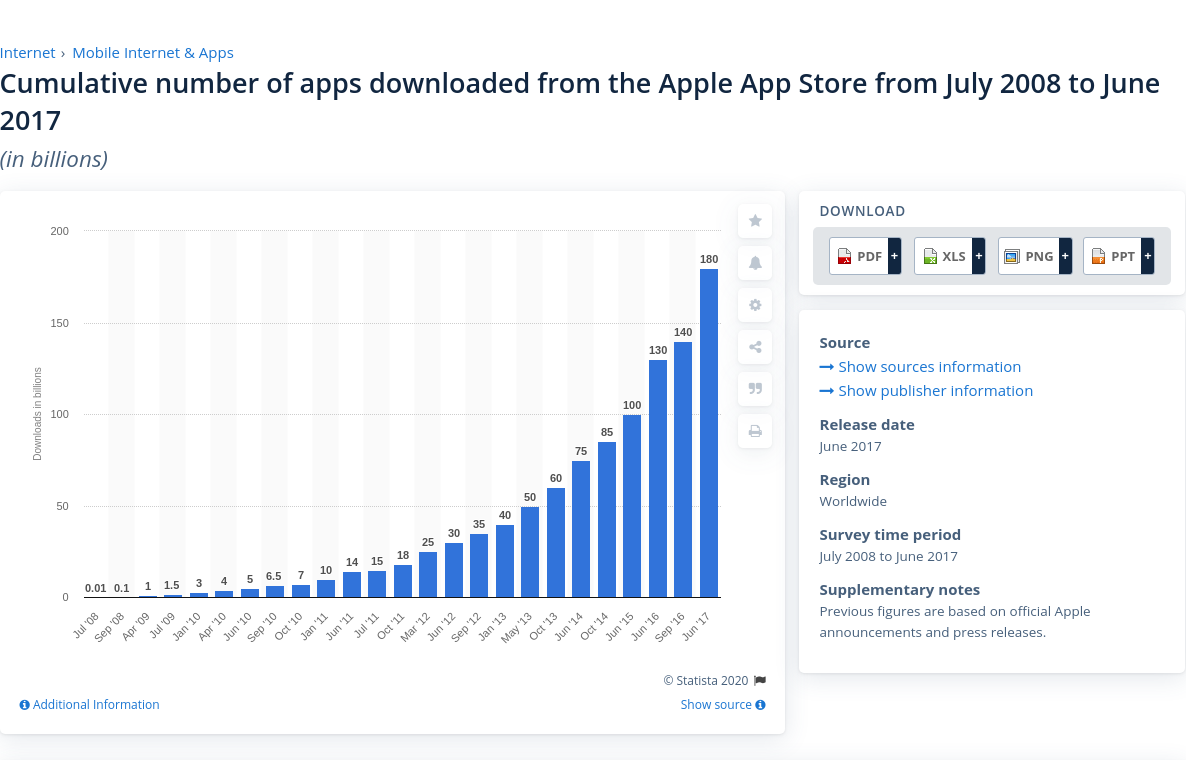 Internet › Mobile Internet & Apps
Cumulative number of apps downloaded from the Apple App Store from July 2008 to June
2017
(in billions)
DOWNLOAD
PDF + XLS + PNG + PPT +
Downloads in billions
200
150
100
50
0
0.01 0.1 1 1.5 3 4 5 6.5 7 10 14 15 18 25 30 35 40 50 60 75 85 100 130 140 180
Jul '08 Sep '08 Apr '09 Jul '09 Jan '10 Apr '10 Jun '10 Sep '10 Oct '10 Jan '11 Jun '11 Jul '11 Oct '11 Mar '12 Jun '12 Sep '12 Jan '13 May '13 Oct '13 Jun '14 Oct '14 Jun '15 Jun '16 Sep '16 Jun '17
© Statista 2020
Additional Information
Show source
Source
Show sources information
Show publisher information
Release date
June 2017
Region
Worldwide
Survey time period
July 2008 to June 2017
Supplementary notes
Previous figures are based on official Apple
announcements and press releases.